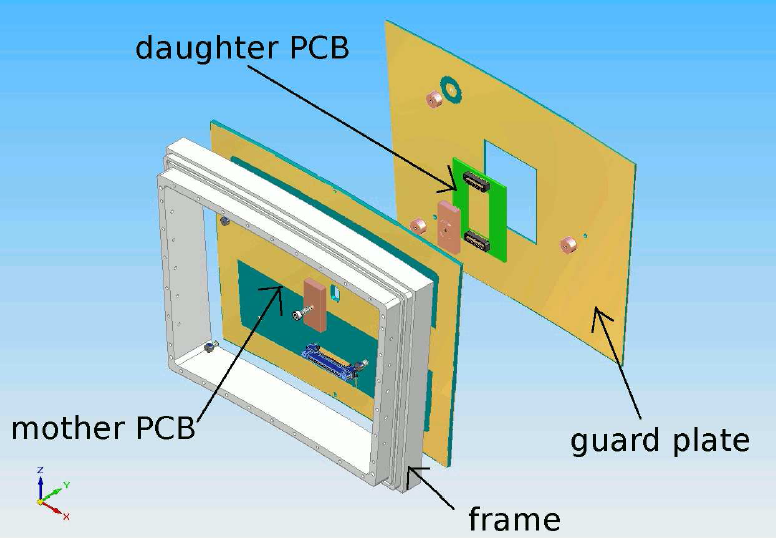 daughter PCB
mother PCB
guard plate
frame
Z
Y
X